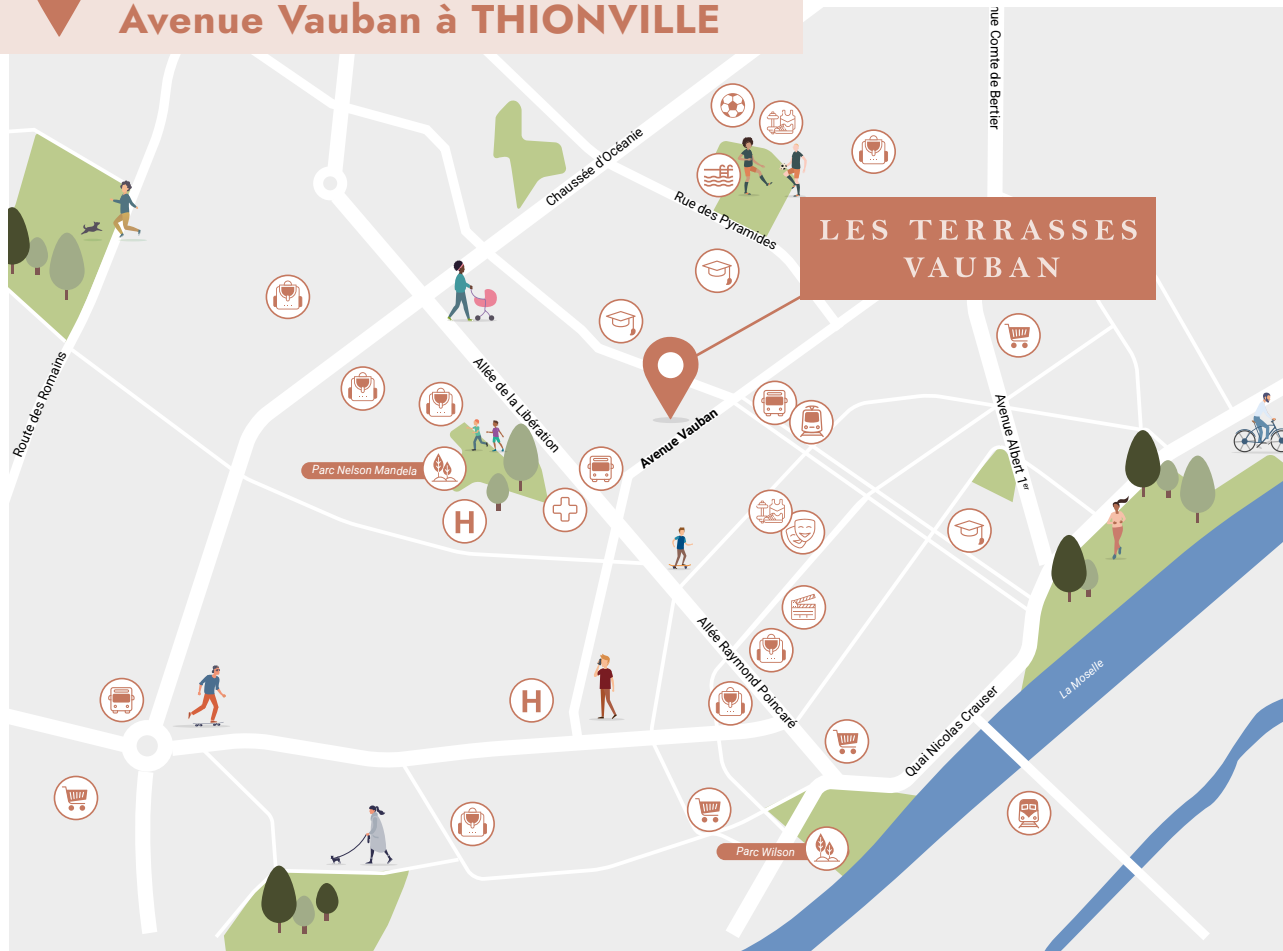 Avenue Vauban à THIONVILLE
nue Comte de Bertier
Chaussée d'Océanie
Rue des Pyramides
LES TERRASSES
VAUBAN
Route des Romains
Allée de la Libération
Avenue Vauban
Avenue Albert 1er
Parc Nelson Mandela
H
Allée Raymond Poincaré
La Moselle
H
Quai Nicolas Crauser
Parc Wilson